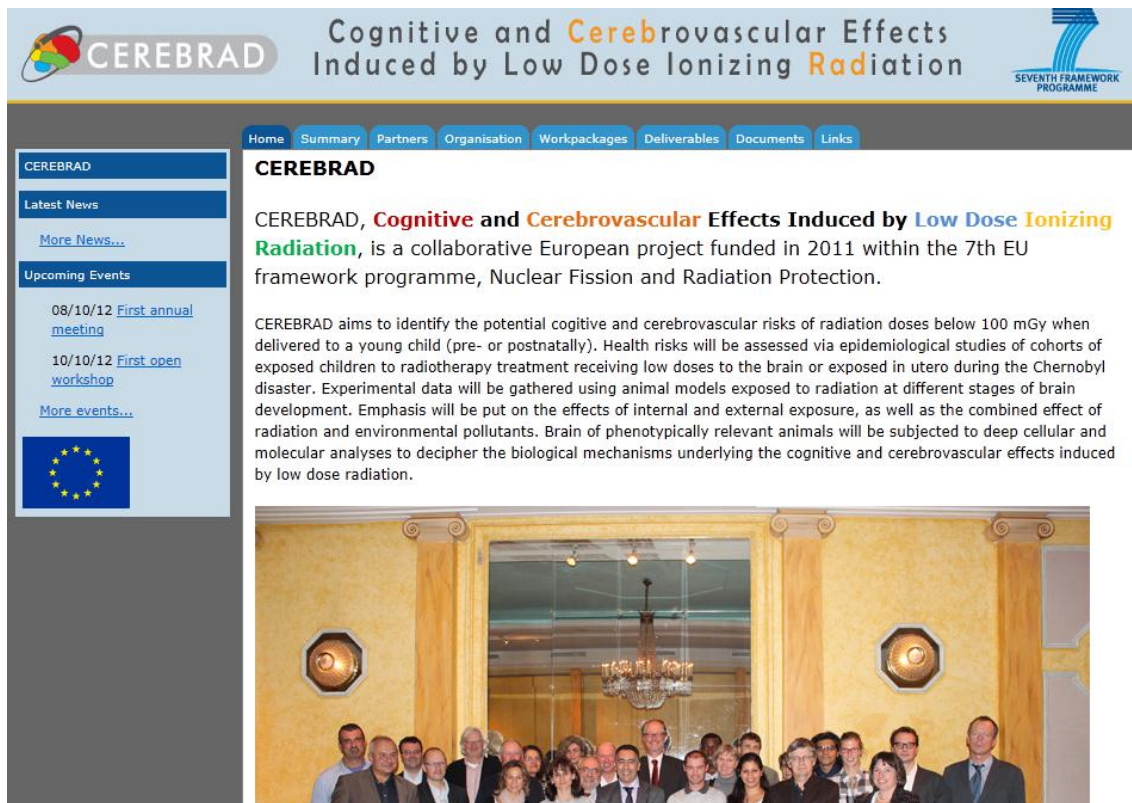 CEREBRAD
Cognitive and Cerebrovascular Effects
Induced by Low Dose Ionizing Radiation
SEVENTH FRAMEWORK
PROGRAMME
Home Summary Partners Organisation Workpackages Deliverables Documents Links
CEREBRAD
Latest News
More News...
Upcoming Events
08/10/12 First annual
meeting
10/10/12 First open
workshop
More events...
CEREBRAD
CEREBRAD, Cognitive and Cerebrovascular Effects Induced by Low Dose Ionizing
Radiation, is a collaborative European project funded in 2011 within the 7th EU
framework programme, Nuclear Fission and Radiation Protection.
CEREBRAD aims to identify the potential cogitive and cerebrovascular risks of radiation doses below 100 mGy when
delivered to a young child (pre- or postnatally). Health risks will be assessed via epidemiological studies of cohorts of
exposed children to radiotherapy treatment receiving low doses to the brain or exposed in utero during the Chernobyl
disaster. Experimental data will be gathered using animal models exposed to radiation at different stages of brain
development. Emphasis will be put on the effects of internal and external exposure, as well as the combined effect of
radiation and environmental pollutants. Brain of phenotypically relevant animals will be subjected to deep cellular and
molecular analyses to decipher the biological mechanisms underlying the cognitive and cerebrovascular effects induced
by low dose radiation.